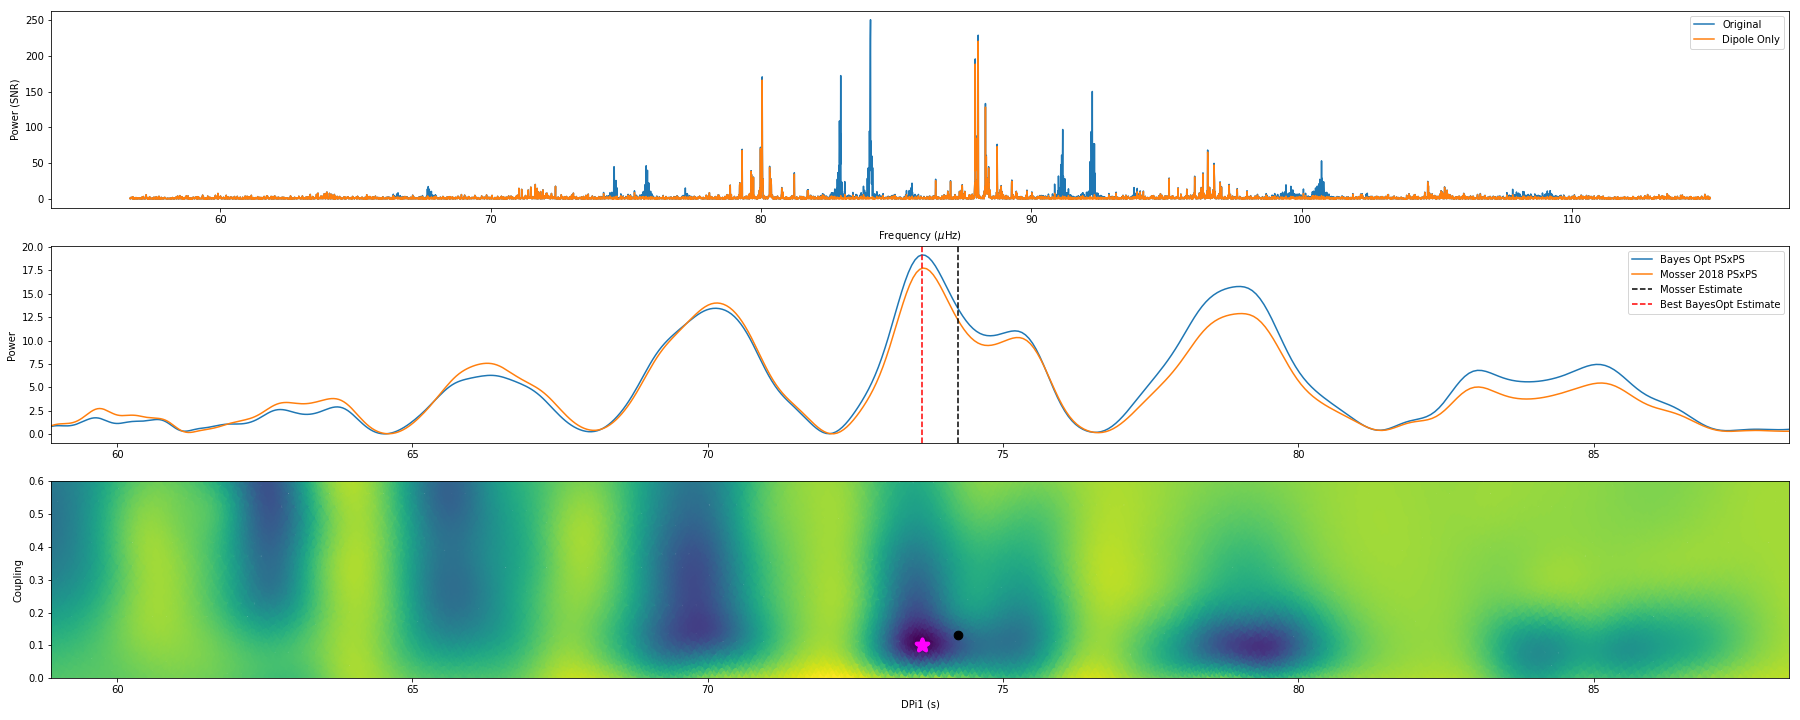 250
200
150
100
50
0
Power (SNR)
Original
Dipole Only
60 70 80 90 100 110
Frequency (μHz)
20.0
17.5
15.0
12.5
10.0
7.5
5.0
2.5
0.0
Power
Bayes Opt PSxPS
Mosser 2018 PSxPS
Mosser Estimate
Best BayesOpt Estimate
60 65 70 75 80 85
0.6
0.5
0.4
0.3
0.2
0.1
0.0
Coupling
60 65 70 75 80 85
DPi1 (s)